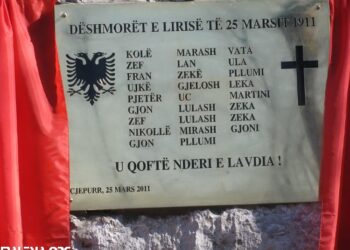 DËSHMORËT E LIRISË TË 25 MARSIT 1911
KOLË MARASH VATA
ZEF LAN ULA
FRAN ZEKË PLLUMI
UJKË GJELOSH LEKA
PJETËR UC MARTINI
GJON LULASH ZEKA
ZEF LULASH ZEKA
NIKOLLË MIRASH GJONI
GJON PLLUMI
U QOFTË NDERI E LAVDIA !
CJEPURR, 25 MARS 2011